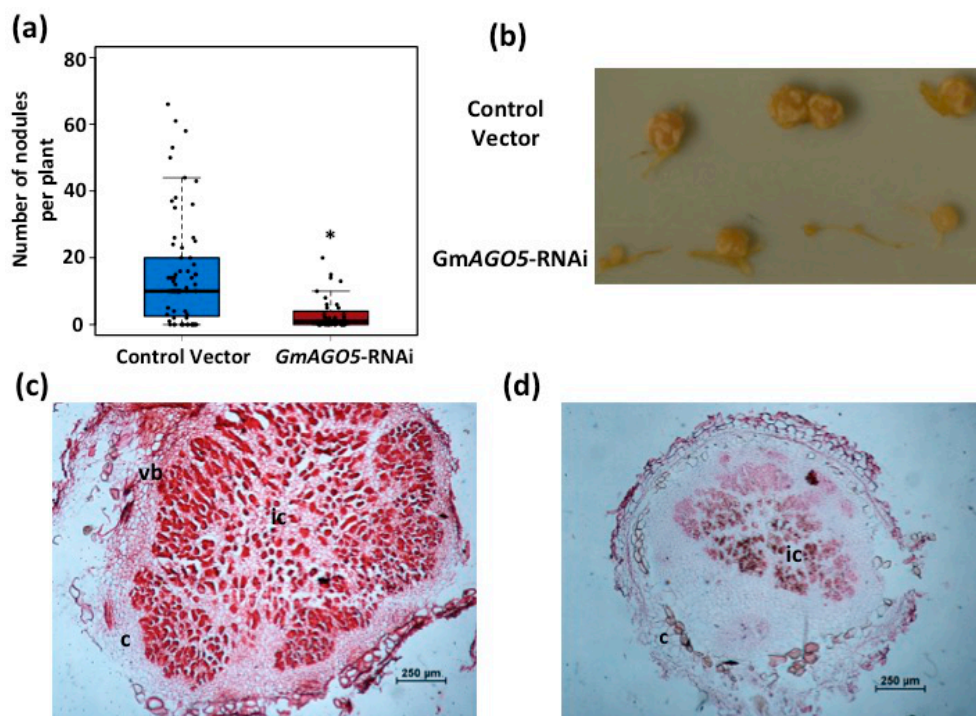 (a)
Number of nodules
per plant
80
60
40
20
0
*
Control Vector
GmAGO5-RNAi
(b)
Control
Vector
GmAGO5-RNAi
(c)
vb
ic
c
250 µm
(d)
ic
c
250 µm